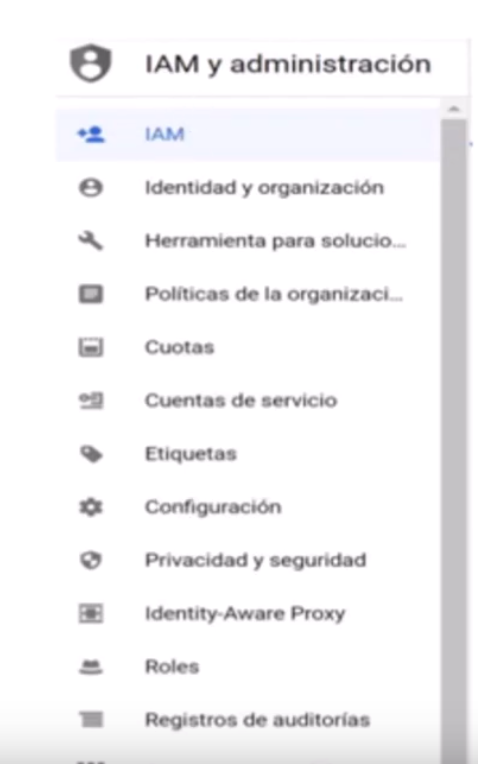 IAM y administración
IAM
Identidad y organización
Herramienta para solucio...
Políticas de la organizaci...
Cuotas
Cuentas de servicio
Etiquetas
Configuración
Privacidad y seguridad
Identity-Aware Proxy
Roles
Registros de auditorías